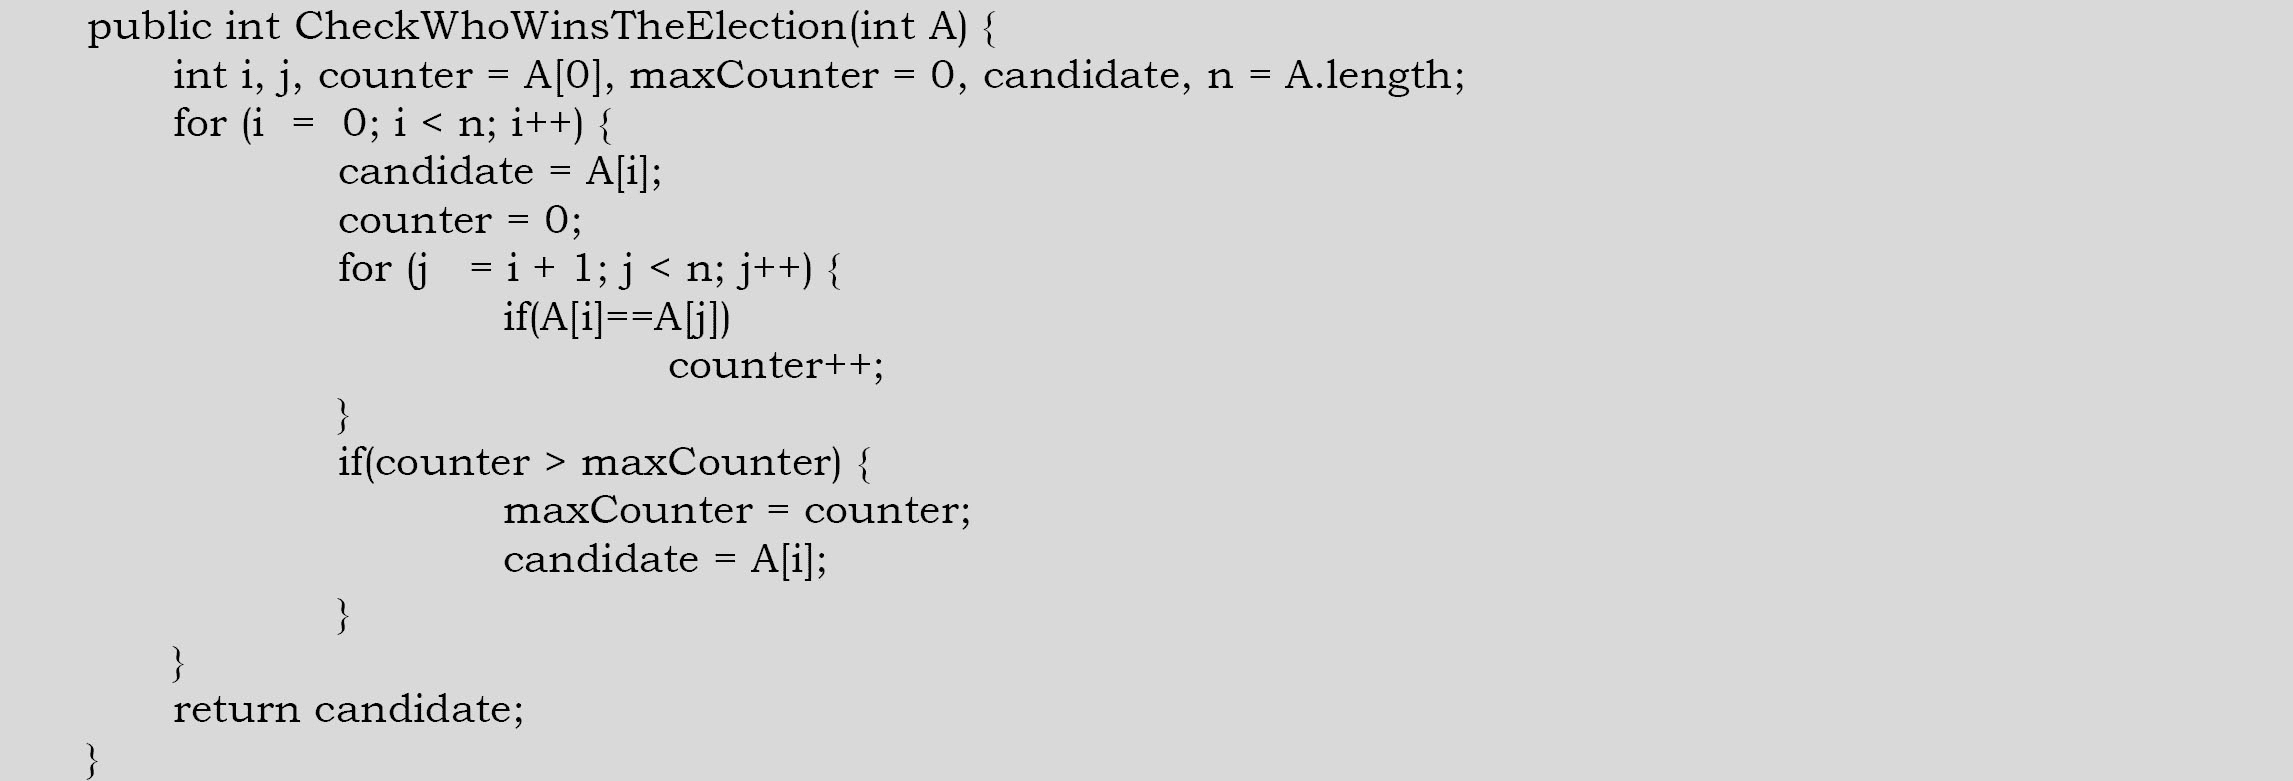 public int CheckWhoWinsTheElection(int A) {
int i, j, counter = A[0], maxCounter = 0, candidate, n = A.length;
for (i = 0; i < n; i++) {
candidate = A[i];
counter = 0;
for (j = i + 1; j < n; j++) {
if(A[i]==A[j])
counter++;
}
if(counter > maxCounter) {
maxCounter = counter;
candidate = A[i];
}
}
return candidate;
}